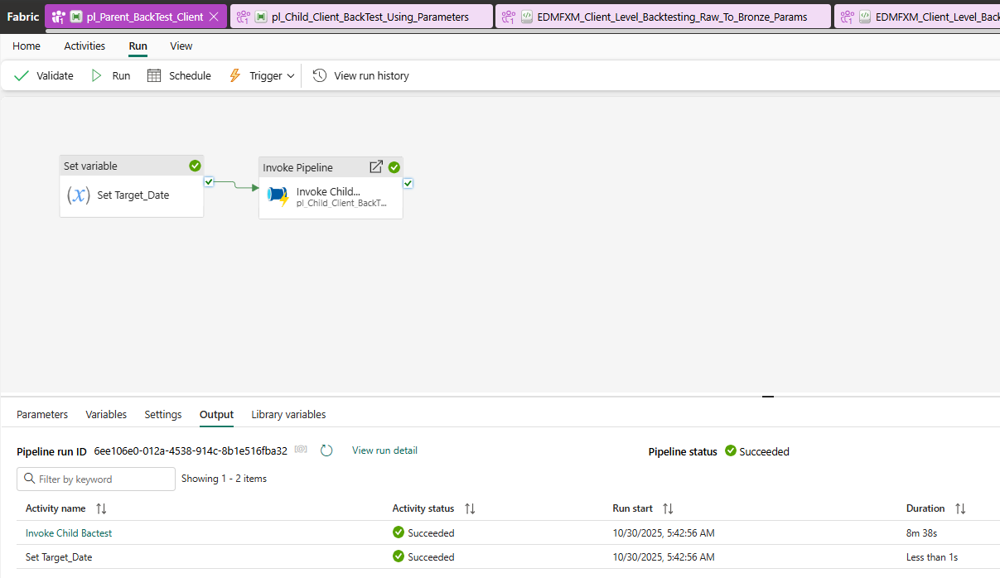 Fabric pl_Parent_BackTest_Client pl_Child_Client_BackTest_Using_Parameters EDMFXM_Client_Level_Backtesting_Raw_To_Bronze_Params EDMFXM_Client_Level_Back
Home Activities Run View
Validate Run Schedule Trigger View run history
Set variable
(x) Set Target_Date
Invoke Pipeline
Invoke Child...
pl_Child_Client_BackT...
Parameters Variables Settings Output Library variables
Pipeline run ID 6ee106e0-012a-4538-914c-8b1e516fba32 View run detail Pipeline status Succeeded
Filter by keyword Showing 1 - 2 items
Activity name Activity status Run start Duration
Invoke Child Bactest Succeeded 10/30/2025, 5:42:56 AM 8m 38s
Set Target_Date Succeeded 10/30/2025, 5:42:56 AM Less than 1s